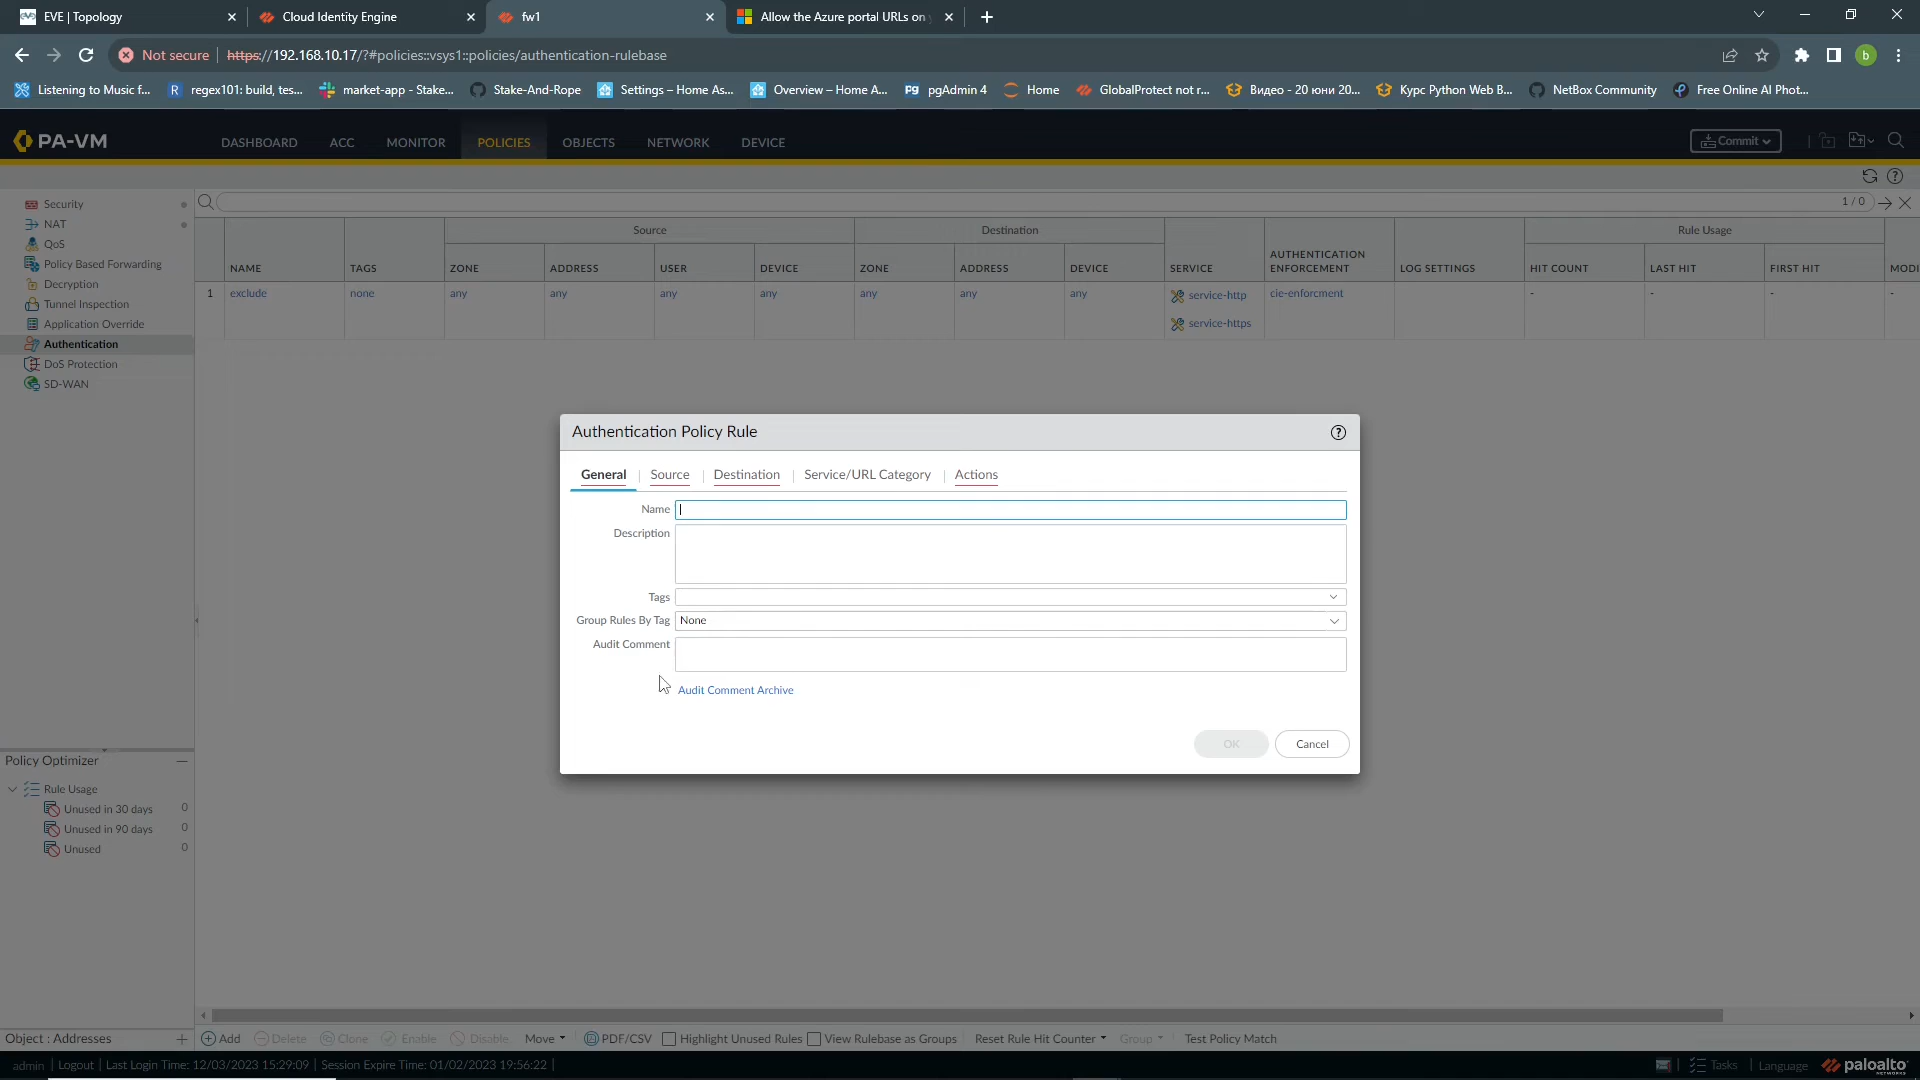 EVE | Topology
Cloud Identity Engine
fw1
Allow the Azure portal URLs on
Not secure
https://192.168.10.17/?#policies::vsys1::policies/authentication-rulebase
b
Listening to Music f...
regex101: build, tes...
market-app - Stake...
Stake-And-Rope
Settings – Home As...
Overview – Home A...
pgAdmin 4
Home
GlobalProtect not r...
Видео - 20 юни 20...
Курс Python Web B...
NetBox Community
Free Online AI Phot...
PA-VM
DASHBOARD
ACC
MONITOR
POLICIES
OBJECTS
NETWORK
DEVICE
Commit
Security
NAT
QoS
Policy Based Forwarding
Decryption
Tunnel Inspection
Application Override
Authentication
DoS Protection
SD-WAN
1 / 0
Source
Destination
Rule Usage
NAME
TAGS
ZONE
ADDRESS
USER
DEVICE
ZONE
ADDRESS
DEVICE
SERVICE
AUTHENTICATION
ENFORCEMENT
LOG SETTINGS
HIT COUNT
LAST HIT
FIRST HIT
MODI
1
exclude
none
any
any
any
any
any
any
any
service-http
service-https
cie-enforcment
-
-
-
-
Authentication Policy Rule
General
Source
Destination
Service/URL Category
Actions
Name
Description
Tags
Group Rules By Tag
None
Audit Comment
Audit Comment Archive
OK
Cancel
Policy Optimizer
Rule Usage
Unused in 30 days 0
Unused in 90 days 0
Unused 0
Object : Addresses
Add
Delete
Clone
Enable
Disable
Move
PDF/CSV
Highlight Unused Rules
View Rulebase as Groups
Reset Rule Hit Counter
Group
Test Policy Match
admin | Logout | Last Login Time: 12/03/2023 15:29:09 | Session Expire Time: 01/02/2023 19:56:22 |
Tasks
Language
paloalto
NETWORKS